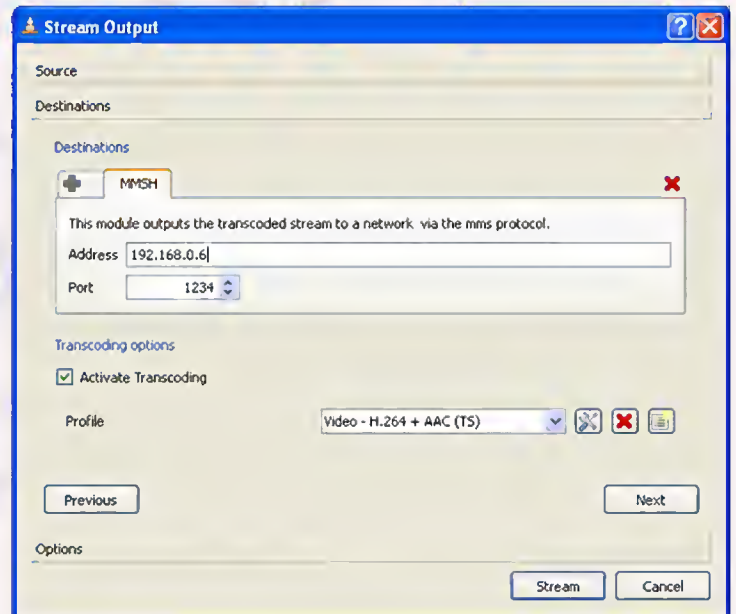 Stream Output
Source
Destinations
Destinations
MMSH
This module outputs the transcoded stream to a network via the mms protocol.
Address 192.168.0.6
Port 1234
Transcoding options
Activate Transcoding
Profile Video - H.264 + AAC (TS)
Previous Next
Options
Stream Cancel